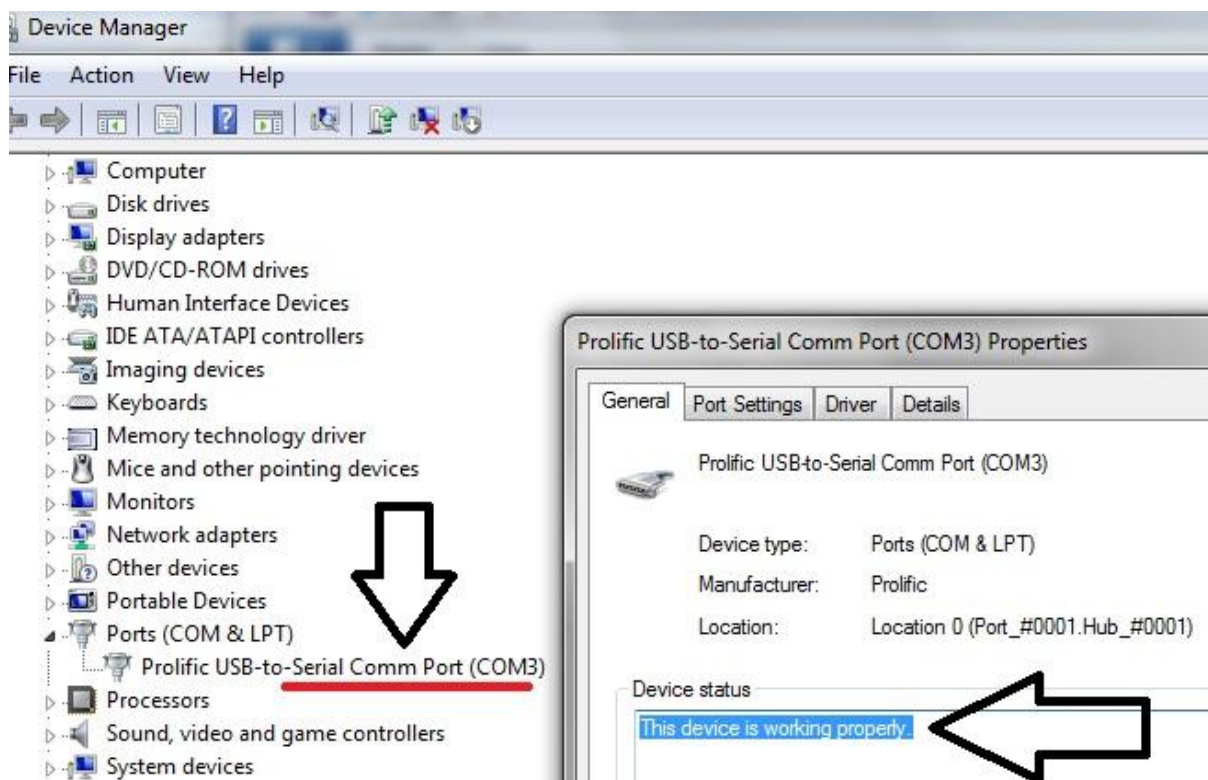 Device Manager
File Action View Help
Computer
Disk drives
Display adapters
DVD/CD-ROM drives
Human Interface Devices
IDE ATA/ATAPI controllers
Imaging devices
Keyboards
Memory technology driver
Mice and other pointing devices
Monitors
Network adapters
Other devices
Portable Devices
Ports (COM & LPT)
Prolific USB-to-Serial Comm Port (COM3)
Processors
Sound, video and game controllers
System devices
Prolific USB-to-Serial Comm Port (COM3) Properties
General Port Settings Driver Details
Prolific USB-to-Serial Comm Port (COM3)
Device type: Ports (COM & LPT)
Manufacturer: Prolific
Location: Location 0 (Port_#0001.Hub_#0001)
Device status
This device is working properly.